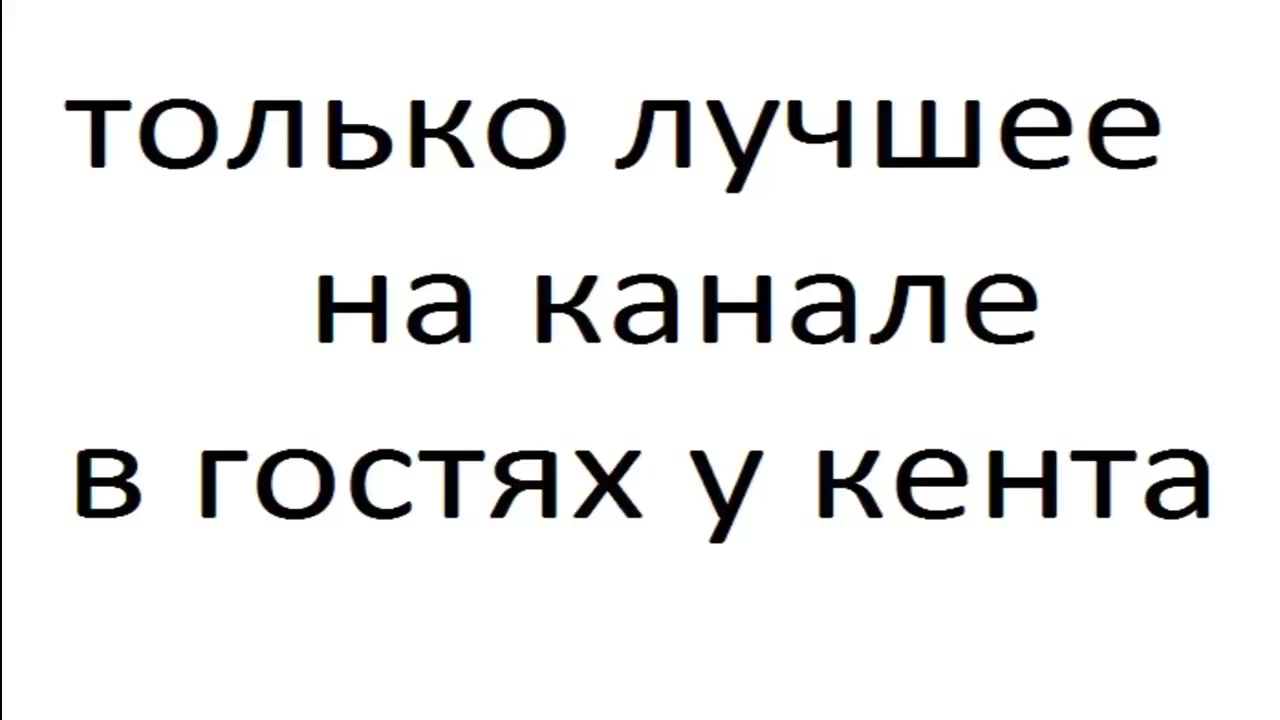 только лучшее
на канале
в гостях у кента